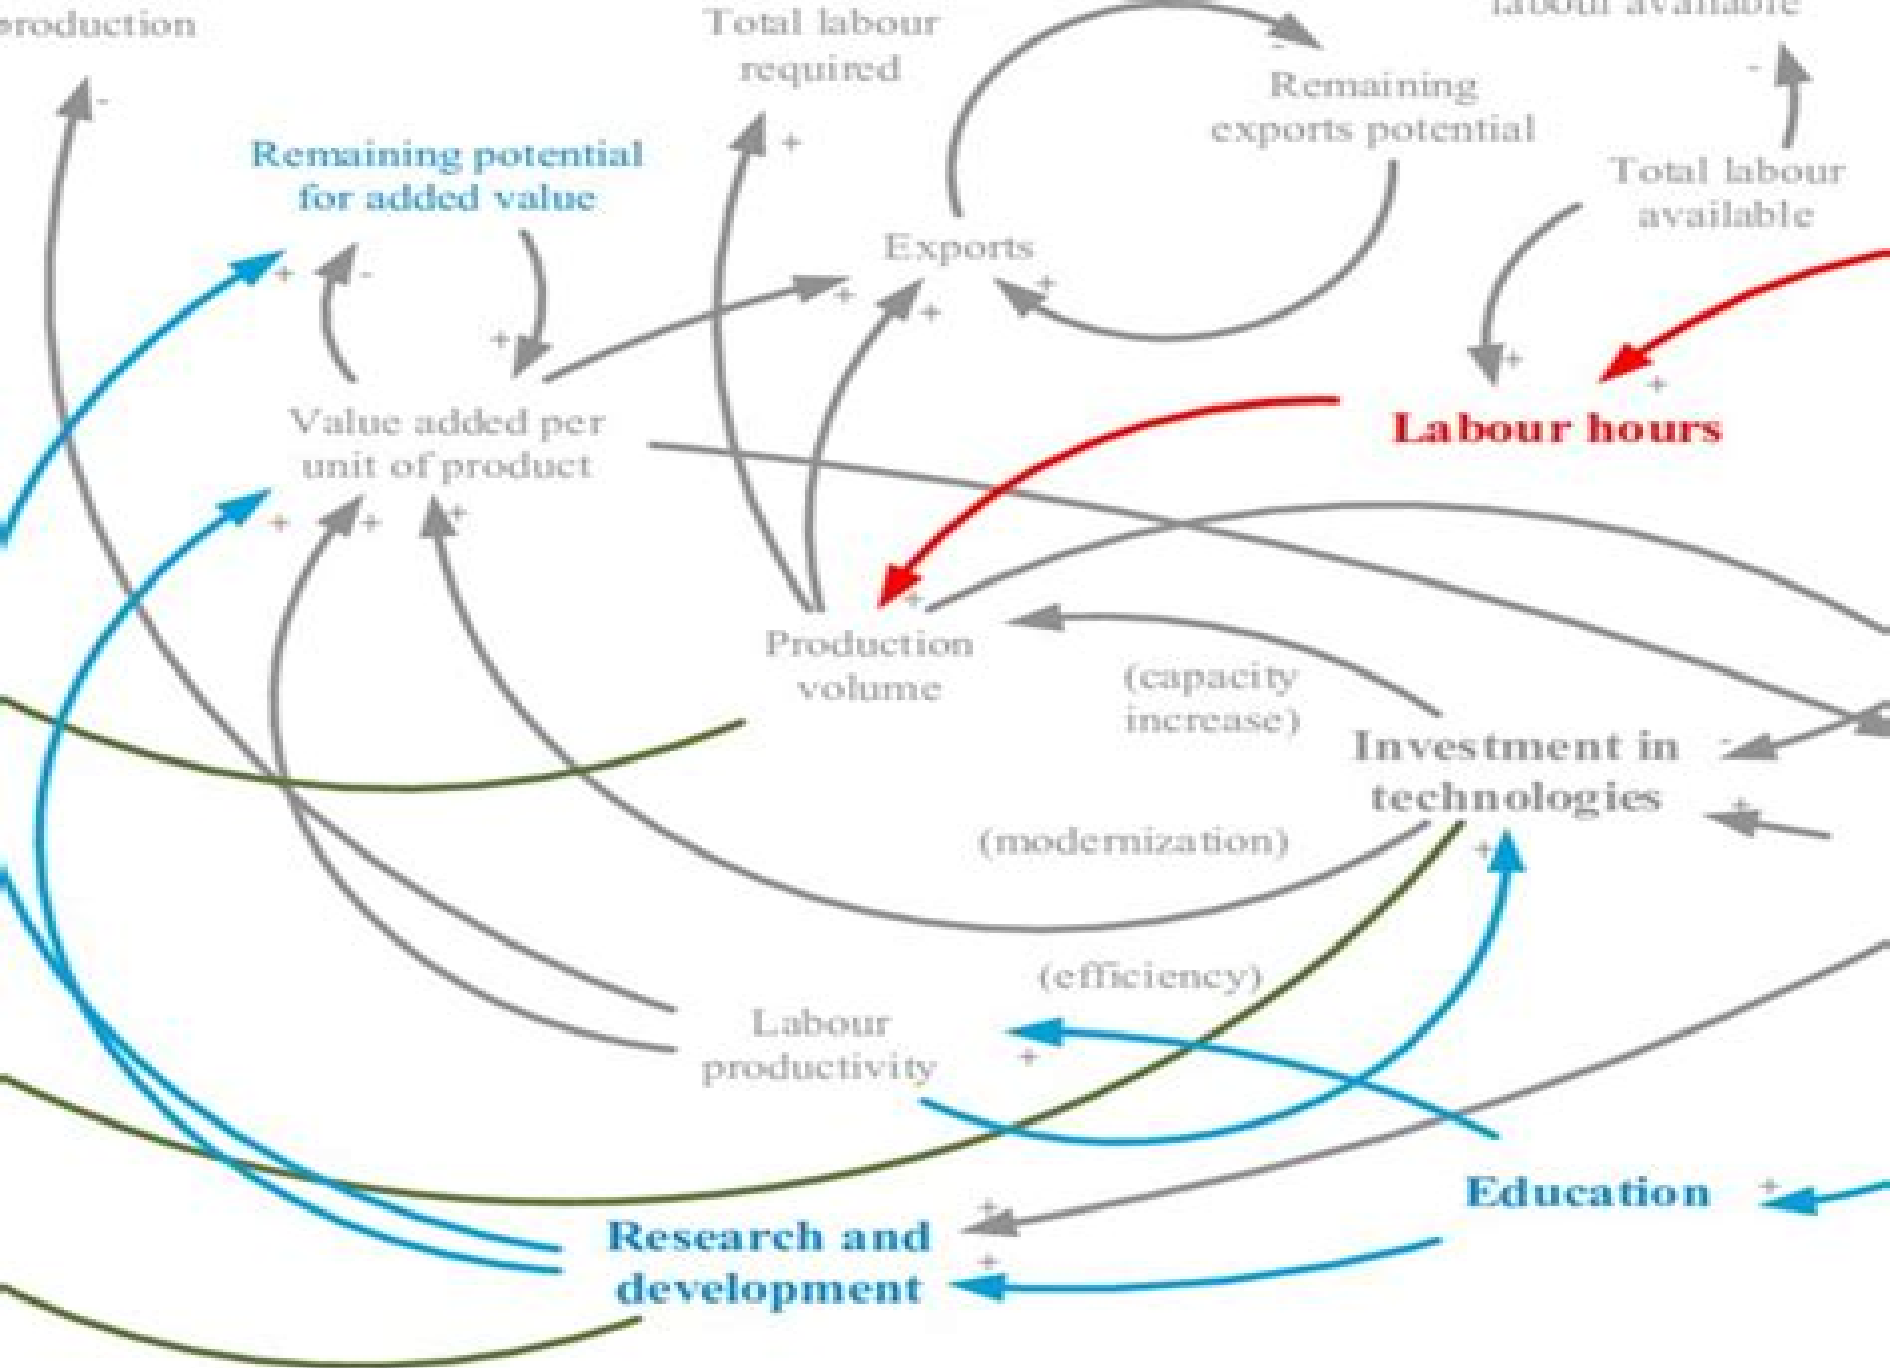 production
Total labour
required
labour available
-
-
Remaining
exports potential
-
+
Remaining potential
for added value
Total labour
available
Exports
+
-
+
+
+
+
+
+
Value added per
unit of product
Labour hours
+
+
+
+
Production
volume
(capacity
increase)
Investment in
technologies
-
+
(modernization)
+
(efficiency)
Labour
productivity
+
Education
+
+
Research and
development
+